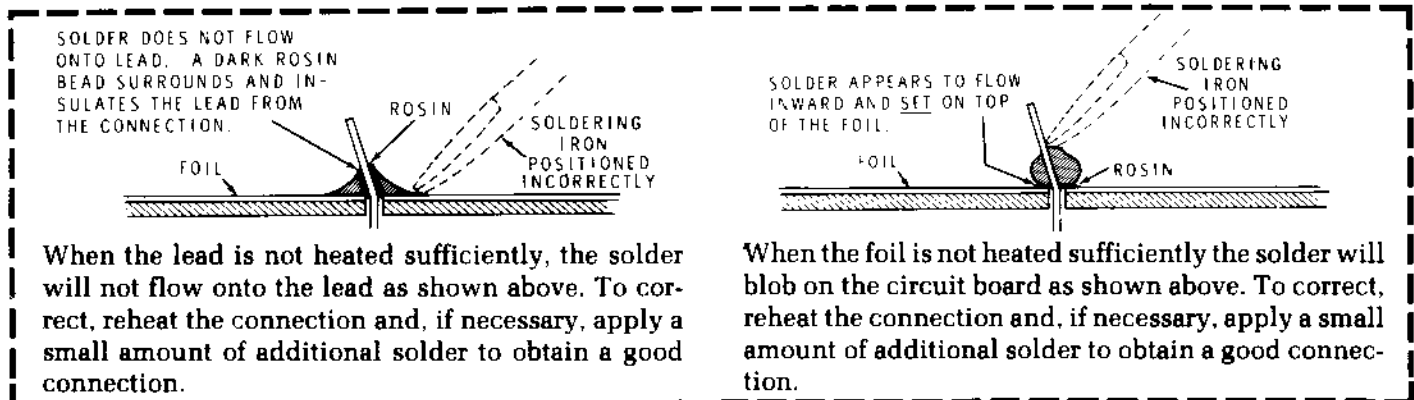 SOLDER DOES NOT FLOW
ONTO LEAD. A DARK ROSIN
BEAD SURROUNDS AND IN-
SULATES THE LEAD FROM
THE CONNECTION.
ROSIN
SOLDERING
IRON
POSITIONED
INCORRECTLY
FOIL
When the lead is not heated sufficiently, the solder
will not flow onto the lead as shown above. To cor-
rect, reheat the connection and, if necessary, apply a
small amount of additional solder to obtain a good
connection.
SOLDER APPEARS TO FLOW
INWARD AND SET ON TOP
OF THE FOIL.
SOLDERING
IRON
POSITIONED
INCORRECTLY
FOIL
ROSIN
When the foil is not heated sufficiently the solder will
blob on the circuit board as shown above. To correct,
reheat the connection and, if necessary, apply a small
amount of additional solder to obtain a good connec-
tion.